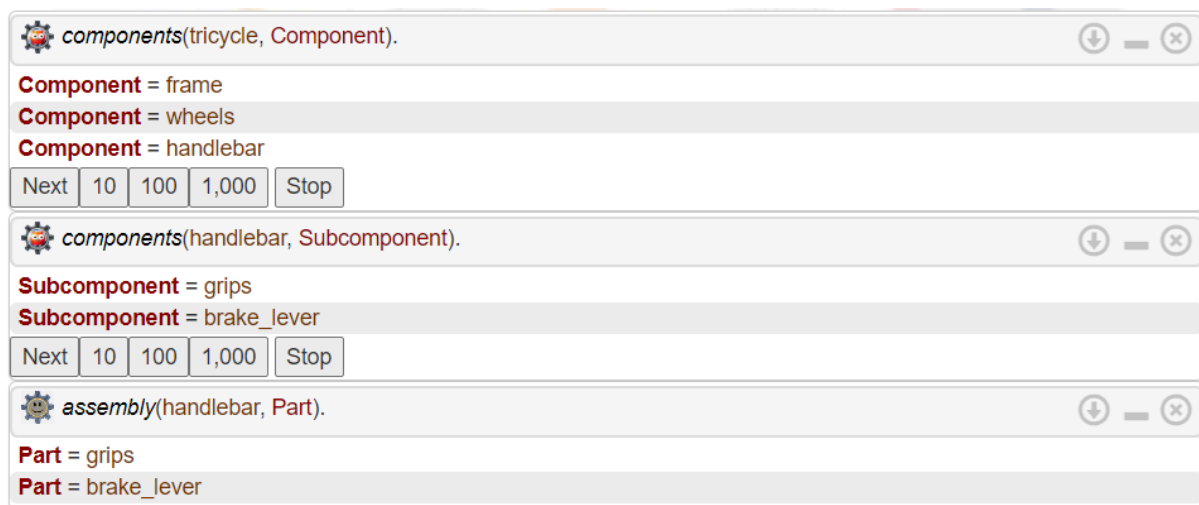 components(tricycle, Component).
Component = frame
Component = wheels
Component = handlebar
Next 10 100 1,000 Stop
components(handlebar, Subcomponent).
Subcomponent = grips
Subcomponent = brake_lever
Next 10 100 1,000 Stop
assembly(handlebar, Part).
Part = grips
Part = brake_lever